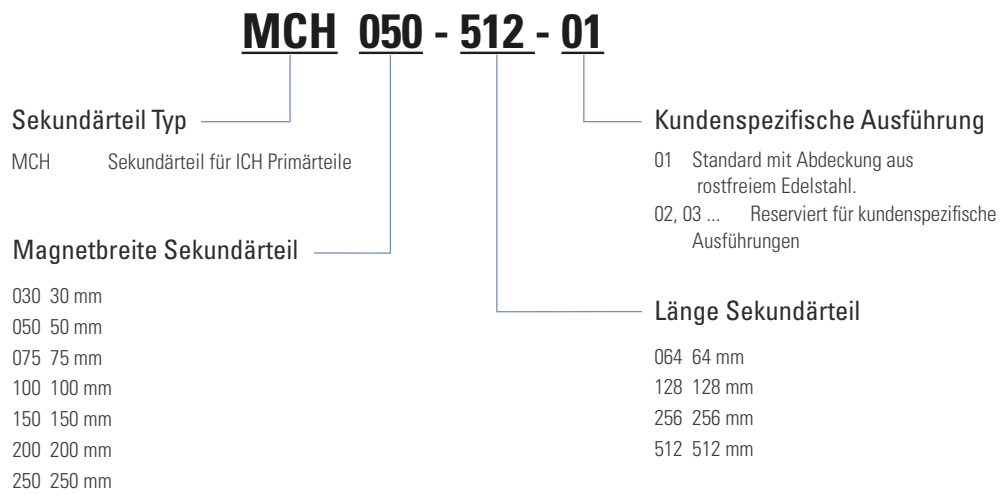 MCH 050 - 512 - 01
Sekundärteil Typ
MCH Sekundärteil für ICH Primärteile
Magnetbreite Sekundärteil
030 30 mm
050 50 mm
075 75 mm
100 100 mm
150 150 mm
200 200 mm
250 250 mm
Kundenspezifische Ausführung
01 Standard mit Abdeckung aus
rostfreiem Edelstahl.
02, 03 ... Reserviert für kundenspezifische
Ausführungen
Länge Sekundärteil
064 64 mm
128 128 mm
256 256 mm
512 512 mm